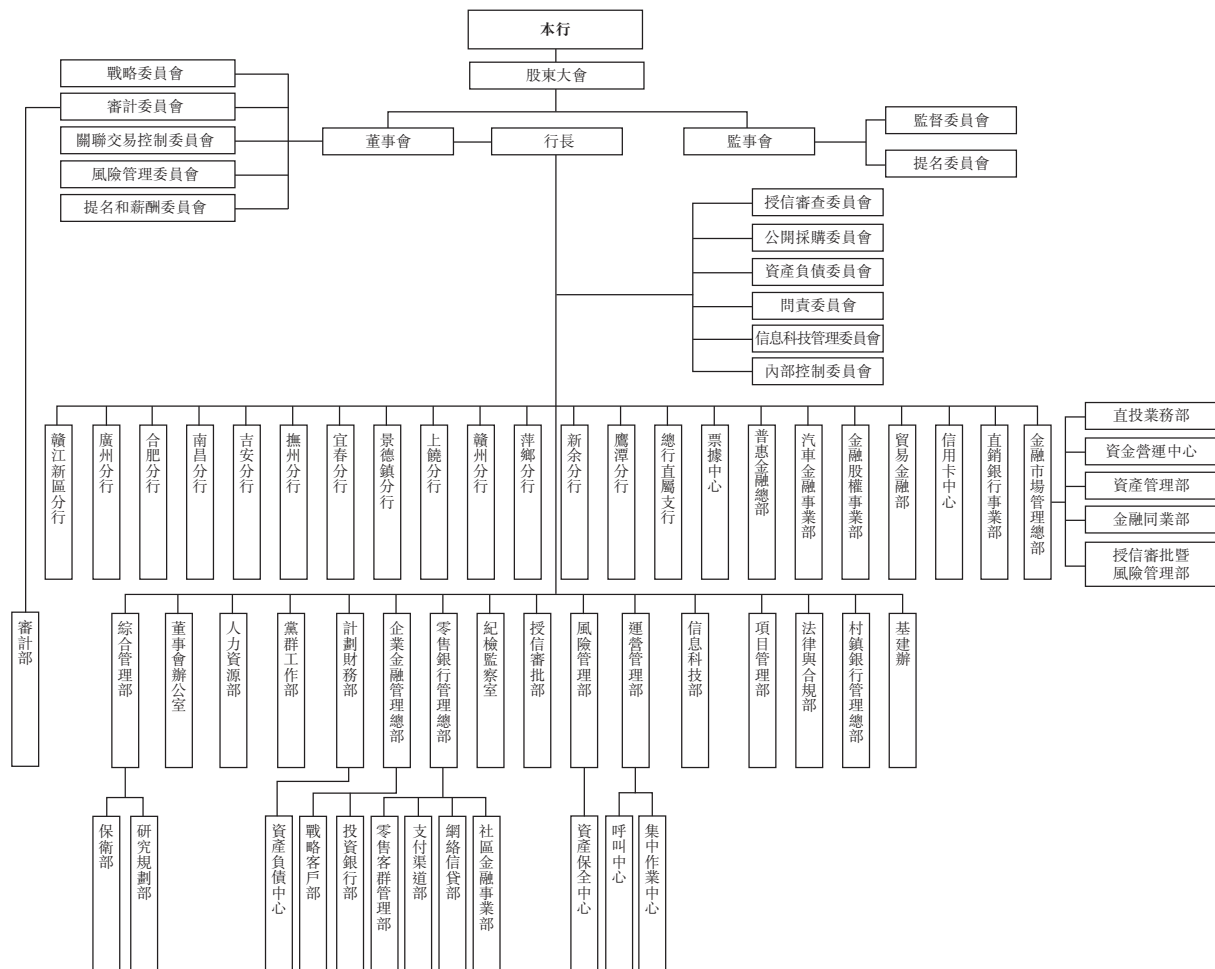 本行
股東大會
戰略委員會
審計委員會
關聯交易控制委員會
風險管理委員會
提名和薪酬委員會
董事會
行長
監事會
監督委員會
提名委員會
授信審查委員會
公開採購委員會
資產負債委員會
問責委員會
信息科技管理委員會
內部控制委員會
贛江新區分行
廣州分行
合肥分行
南昌分行
吉安分行
撫州分行
宜春分行
景德鎮分行
上饒分行
贛州分行
萍鄉分行
新余分行
鷹潭分行
總行直屬支行
票據中心
普惠金融總部
汽車金融事業部
金融股權事業部
貿易金融部
信用卡中心
直銷銀行事業部
金融市場管理總部
直投業務部
資金營運中心
資產管理部
金融同業部
授信審批暨
風險管理部
審計部
綜合管理部
董事會辦公室
人力資源部
黨群工作部
計劃財務部
企業金融管理總部
零售銀行管理總部
紀檢監察室
授信審批部
風險管理部
運營管理部
信息科技部
項目管理部
法律與合規部
村鎮銀行管理總部
基建辦
保衛部
研究規劃部
資產負債中心
戰略客戶部
投資銀行部
零售客群管理部
支付渠道部
網絡信貸部
社區金融事業部
資產保全中心
呼叫中心
集中作業中心